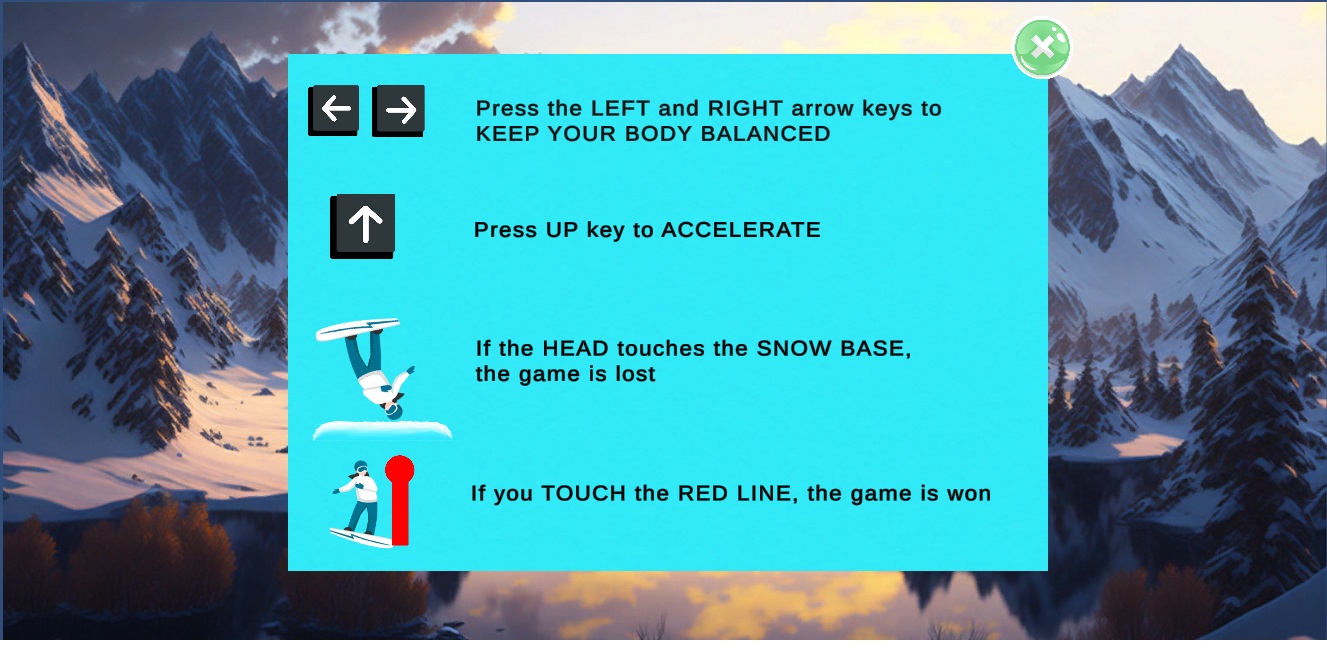 Press the LEFT and RIGHT arrow keys to
KEEP YOUR BODY BALANCED
Press UP key to ACCELERATE
If the HEAD touches the SNOW BASE,
the game is lost
If you TOUCH the RED LINE, the game is won